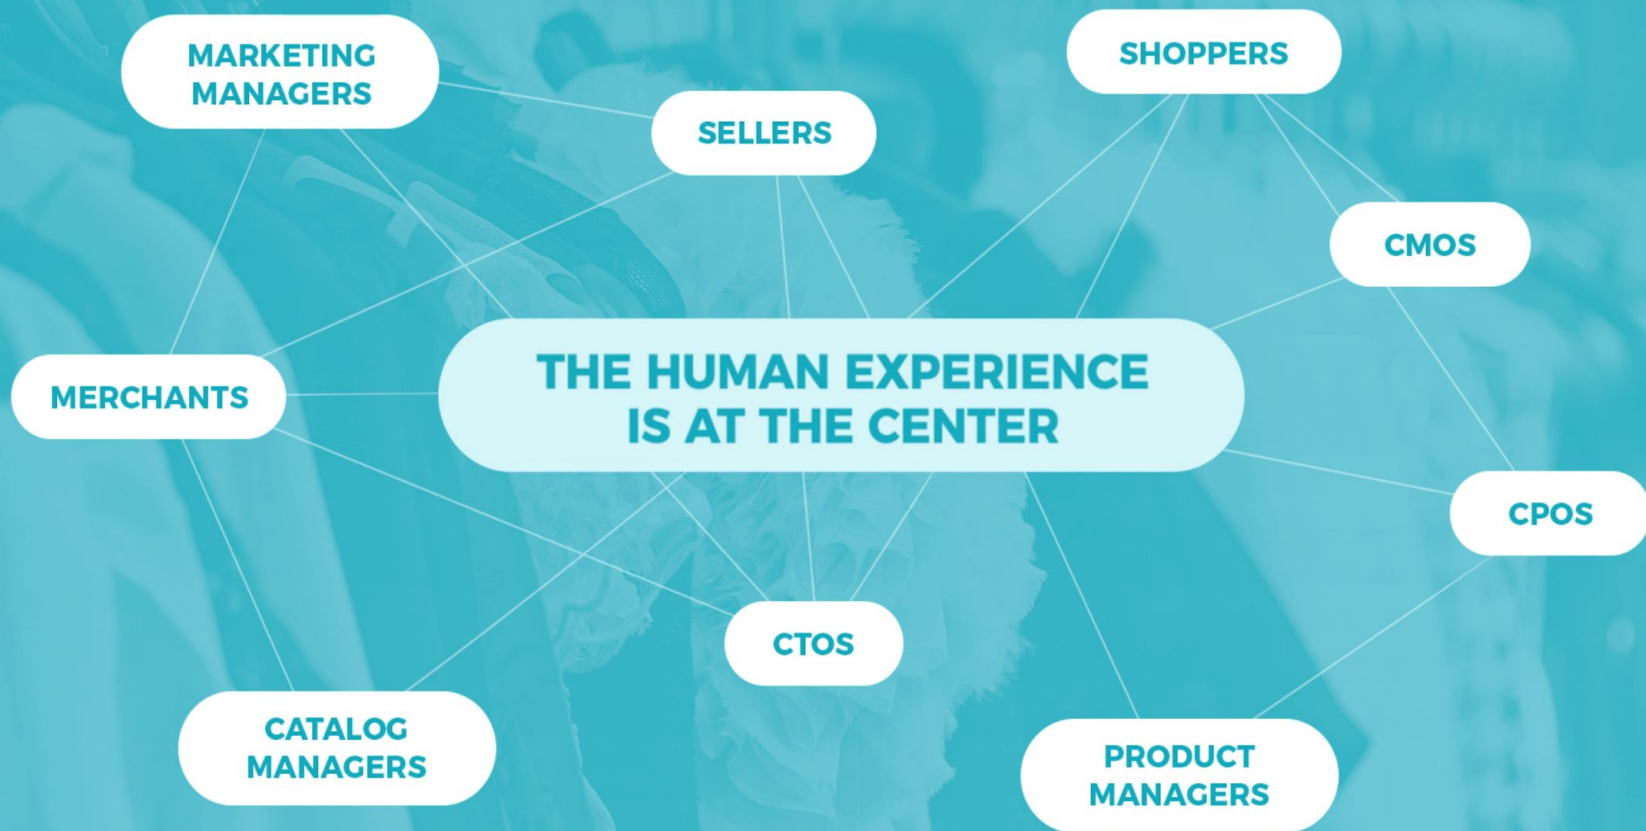 MARKETING
MANAGERS
SHOPPERS
SELLERS
CMOS
THE HUMAN EXPERIENCE
IS AT THE CENTER
MERCHANTS
CPOS
CTOS
CATALOG
MANAGERS
PRODUCT
MANAGERS